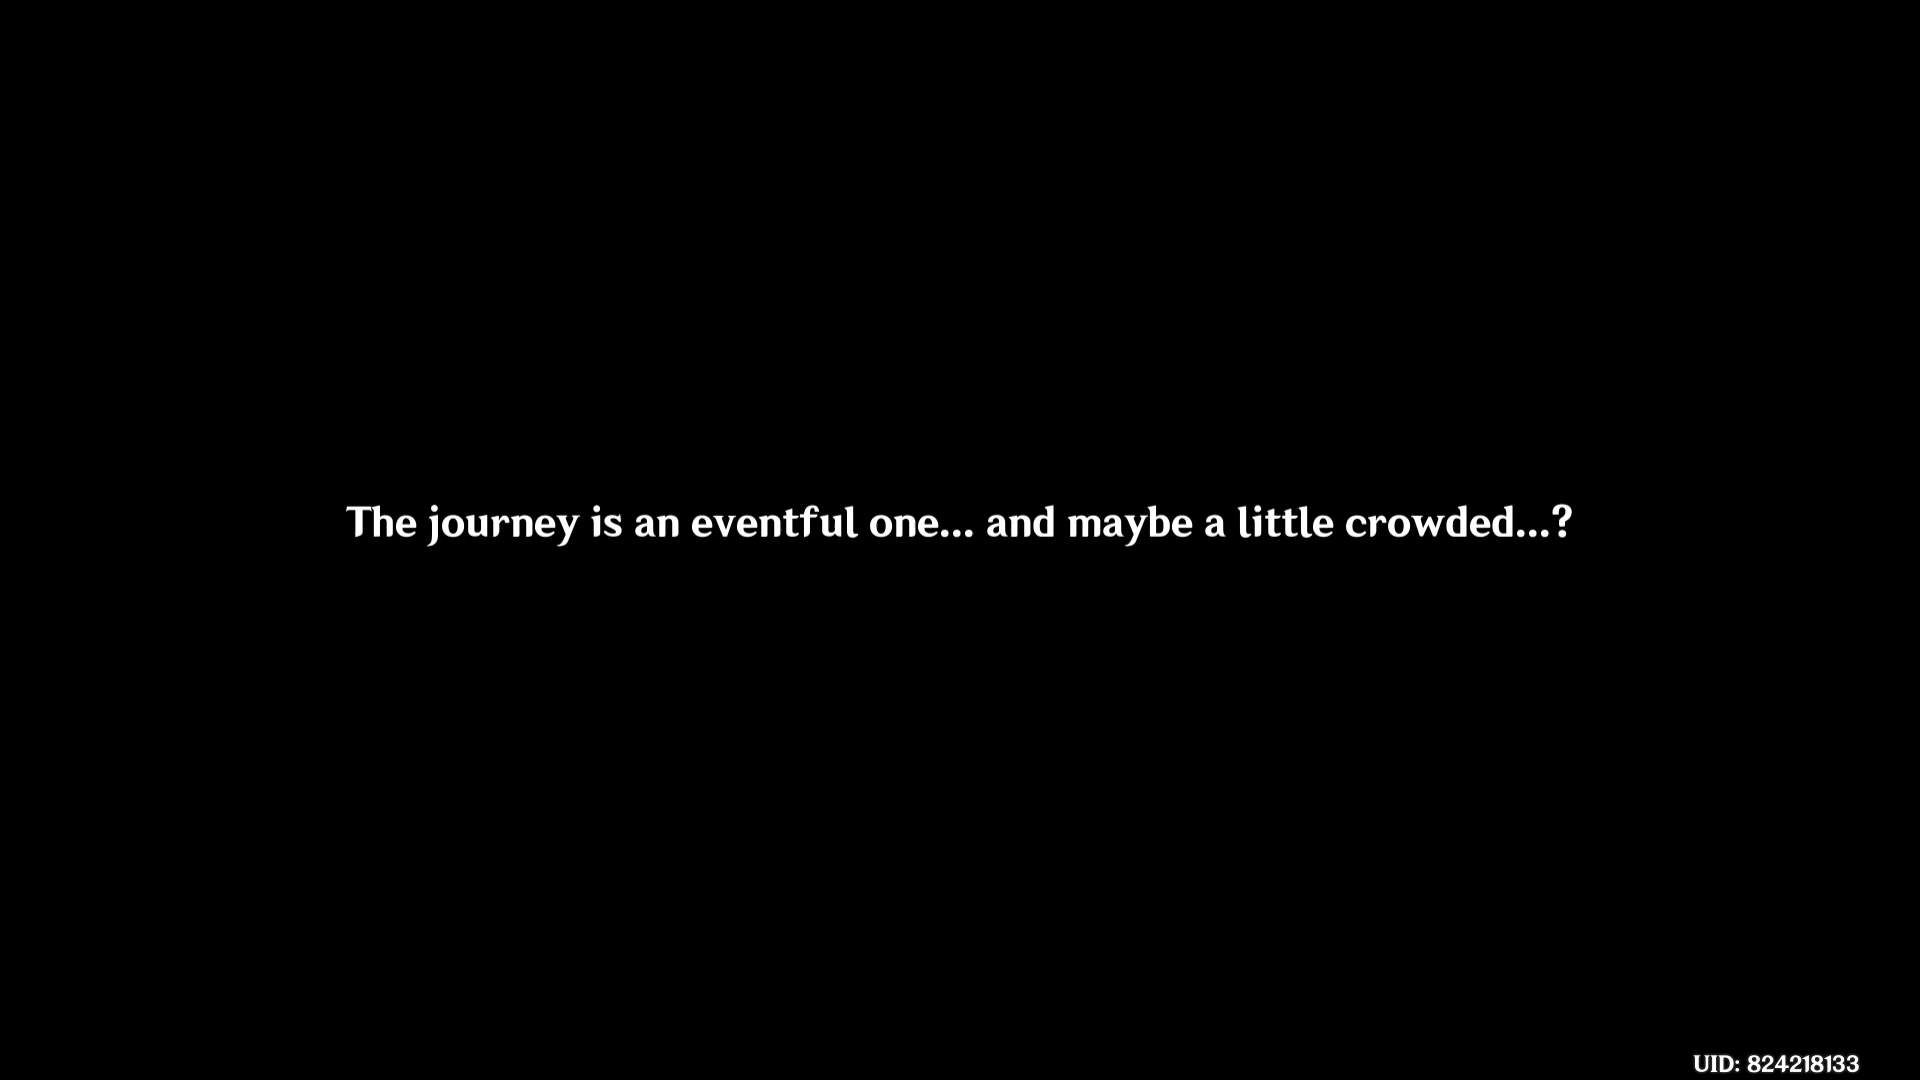 The journey is an eventful one... and maybe a little crowded...?
UID: 824218133